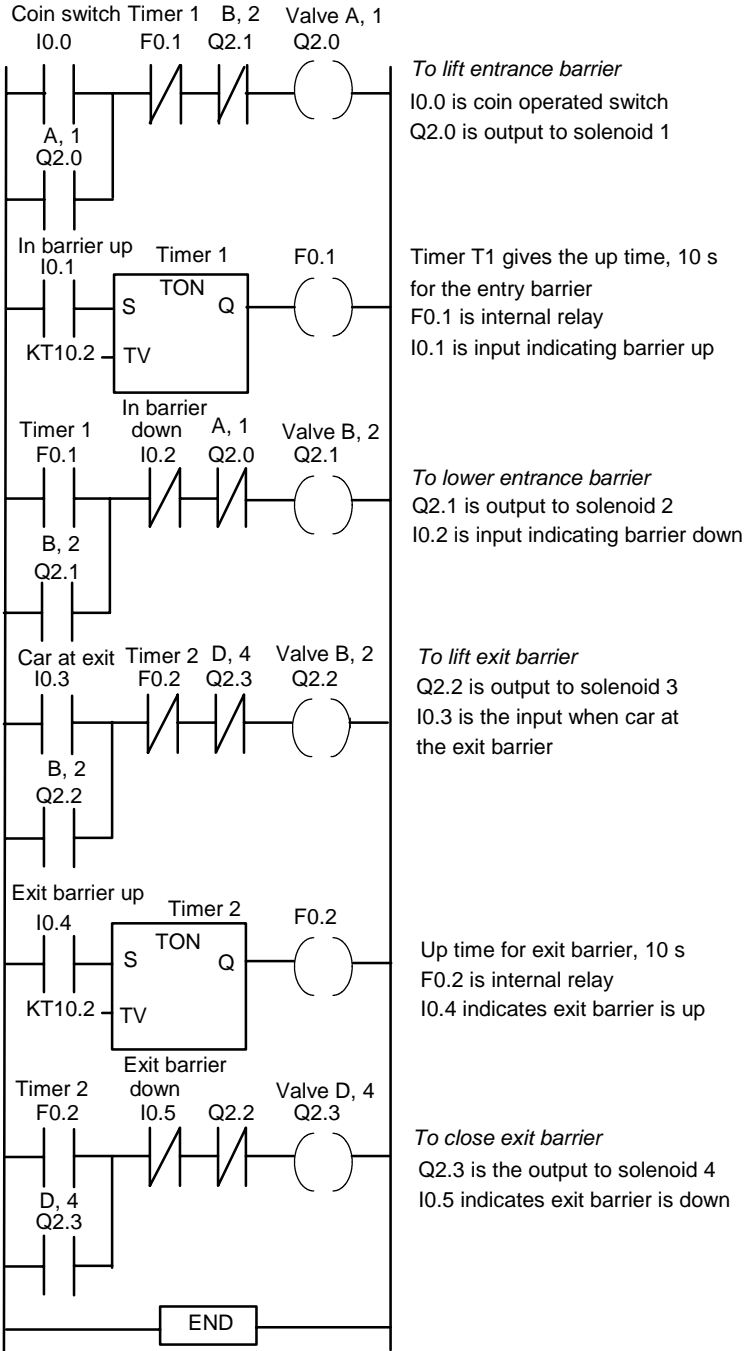 Coin switch Timer 1 B, 2 Valve A, 1
I0.0 F0.1 Q2.1 Q2.0
To lift entrance barrier
I0.0 is coin operated switch
Q2.0 is output to solenoid 1
A, 1
Q2.0
In barrier up
I0.1
Timer 1
F0.1
TON
S
Q
KT10.2
TV
Timer T1 gives the up time, 10 s
for the entry barrier
F0.1 is internal relay
I0.1 is input indicating barrier up
In barrier
Timer 1 down A, 1 Valve B, 2
F0.1 I0.2 Q2.0 Q2.1
To lower entrance barrier
Q2.1 is output to solenoid 2
I0.2 is input indicating barrier down
B, 2
Q2.1
Car at exit Timer 2 D, 4 Valve B, 2
I0.3 F0.2 Q2.3 Q2.2
To lift exit barrier
Q2.2 is output to solenoid 3
I0.3 is the input when car at
the exit barrier
B, 2
Q2.2
Exit barrier up
I0.4
Timer 2
F0.2
TON
S
Q
KT10.2
TV
Up time for exit barrier, 10 s
F0.2 is internal relay
I0.4 indicates exit barrier is up
Exit barrier
Timer 2 down Valve D, 4
F0.2 I0.5 Q2.2 Q2.3
To close exit barrier
Q2.3 is the output to solenoid 4
I0.5 indicates exit barrier is down
D, 4
Q2.3
END